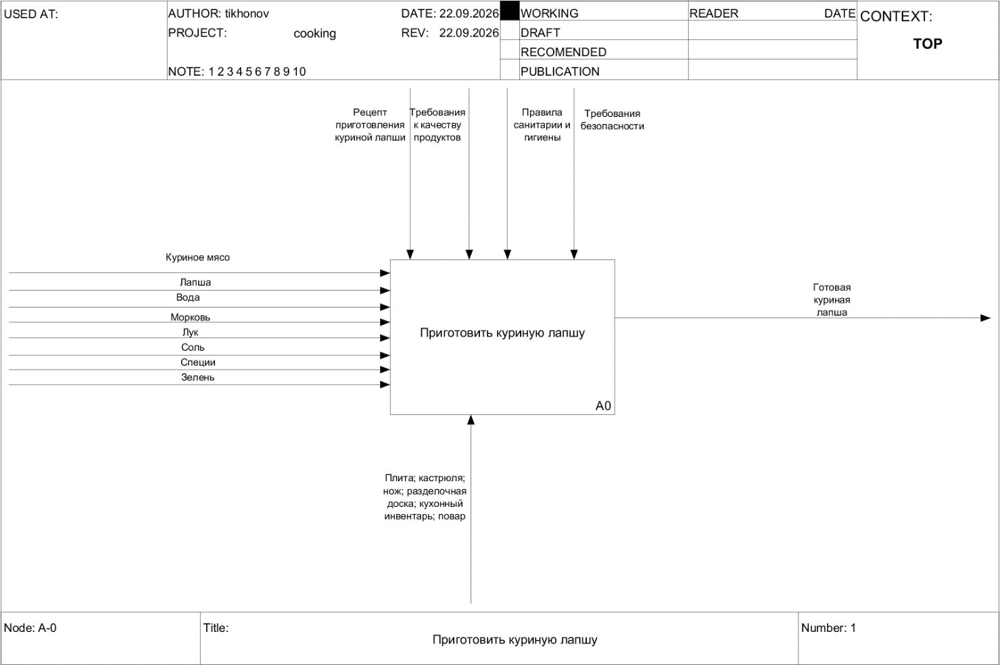 USED AT:
AUTHOR: tikhonov
DATE: 22.09.2026
WORKING
READER
DATE
CONTEXT:
PROJECT:
cooking
REV: 22.09.2026
DRAFT
TOP
RECOMENDED
NOTE: 1 2 3 4 5 6 7 8 9 10
PUBLICATION
Рецепт
приготовления
куриной лапши
Требования
к качеству
продуктов
Правила
санитарии и
гигиены
Требования
безопасности
Куриное мясо
Лапша
Вода
Морковь
Лук
Соль
Специи
Зелень
Приготовить куриную лапшу
A0
Готовая
куриная
лапша
Плита; кастрюля;
нож; разделочная
доска; кухонный
инвентарь; повар
Node: A-0
Title:
Приготовить куриную лапшу
Number: 1